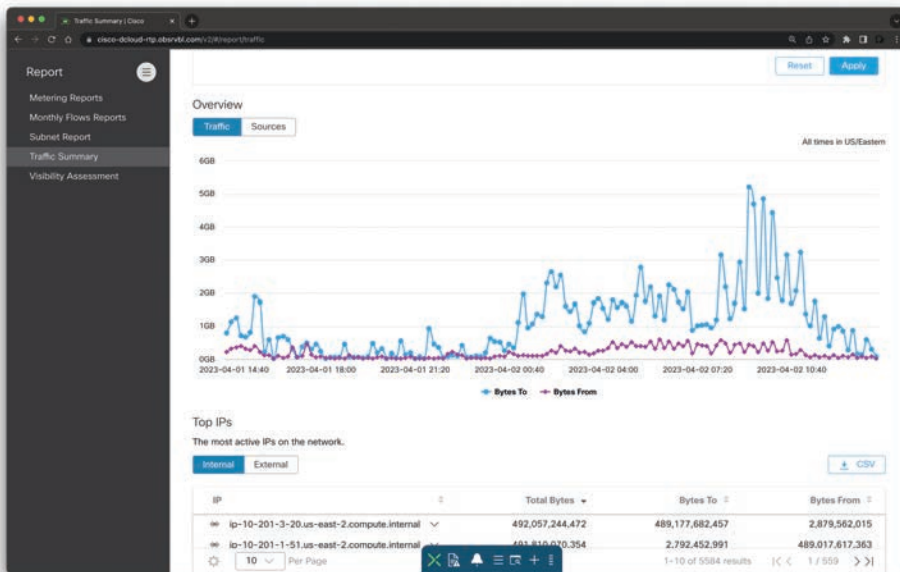 Traffic Summary | Cisco
cisco-dcloud-rtp.obsrvbl.com/v2/#/report/traffic
Report
Metering Reports
Monthly Flows Reports
Subnet Report
Traffic Summary
Visibility Assessment
Reset Apply
Overview
Traffic Sources
All times in US/Eastern
6GB
5GB
4GB
3GB
2GB
1GB
0GB
2023-04-01 14:40 2023-04-01 18:00 2023-04-01 21:20 2023-04-02 00:40 2023-04-02 04:00 2023-04-02 07:20 2023-04-02 10:40
Bytes To Bytes From
Top IPs
The most active IPs on the network.
Internal External
CSV
IP Total Bytes Bytes To Bytes From
ip-10-201-3-20.us-east-2.compute.internal 492,057,244,472 489,177,682,457 2,879,562,015
ip-10-201-1-51.us-east-2.compute.internal 491,810,070,354 2,792,452,991 489,017,617,363
10 Per Page 1-10 of 5584 results 1 / 559